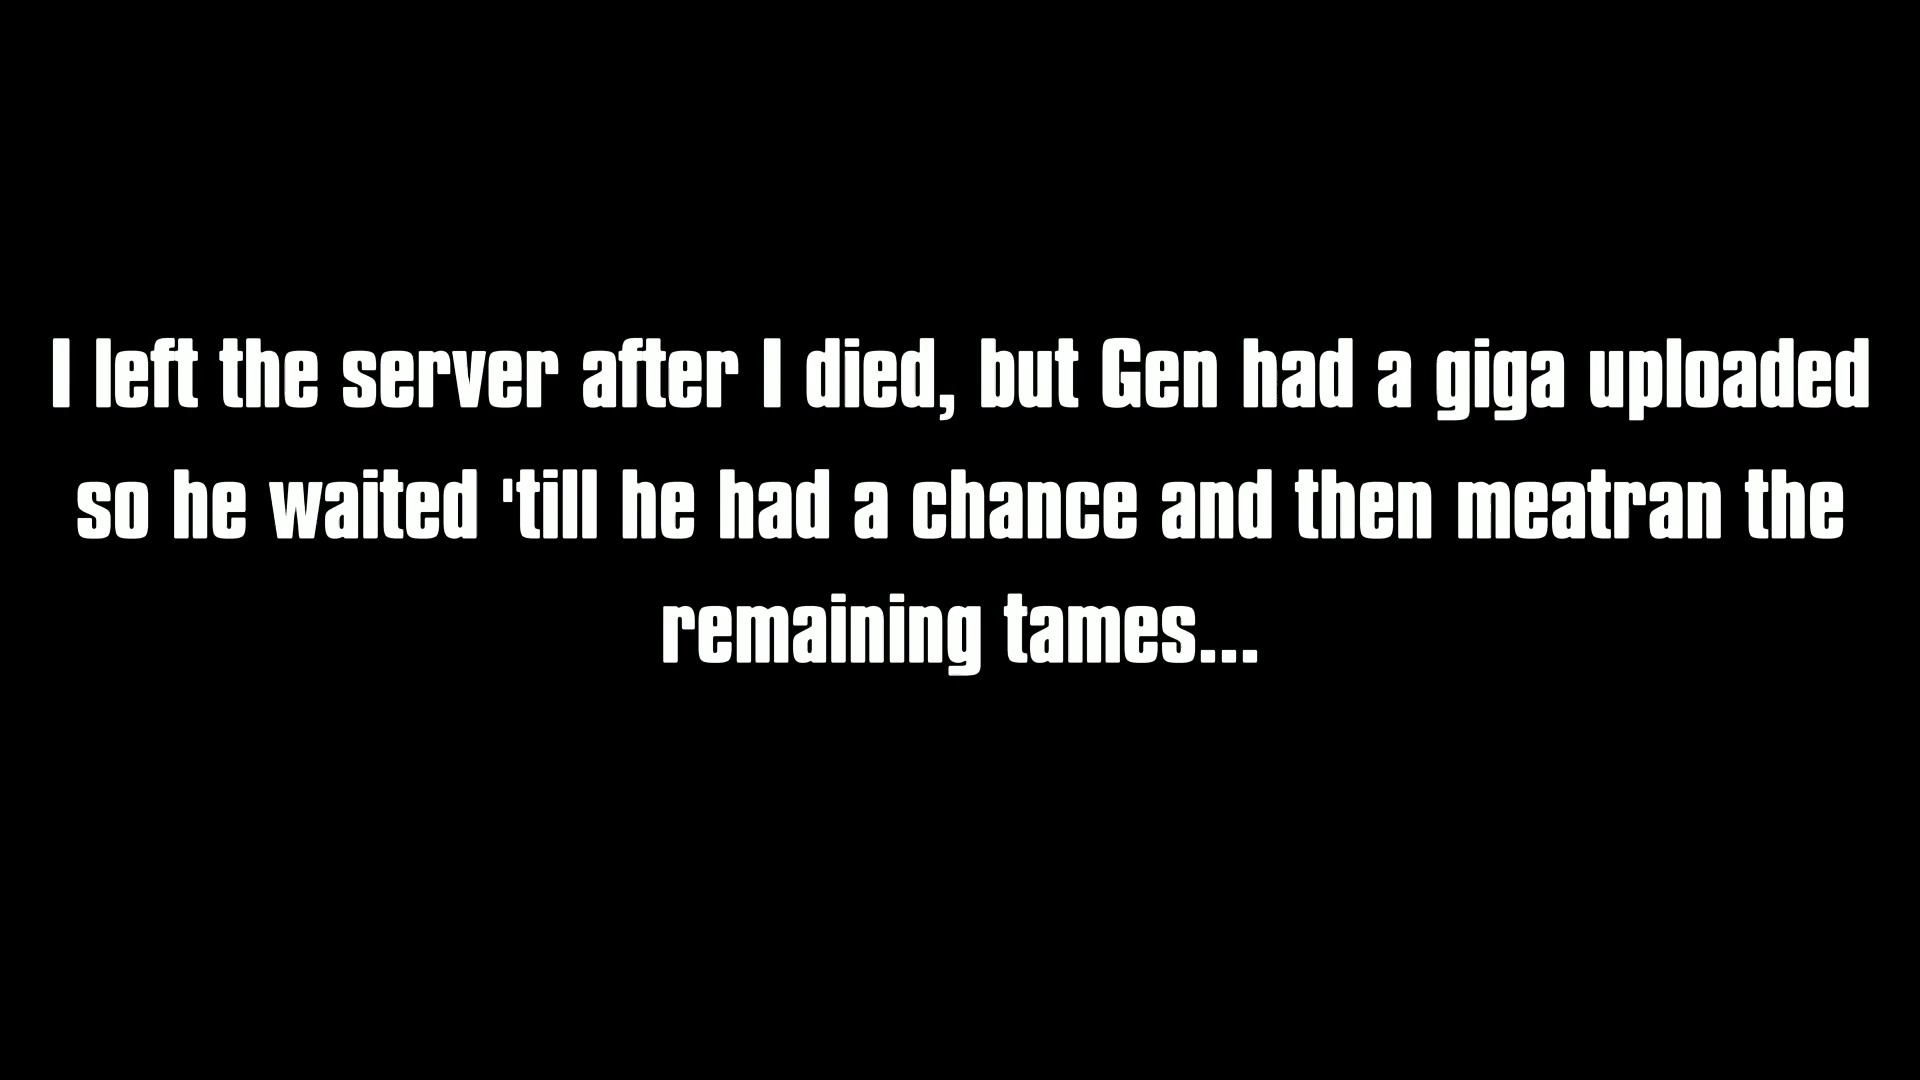 I left the server after I died, but Gen had a giga uploaded
so he waited 'till he had a chance and then meatran the
remaining tames...